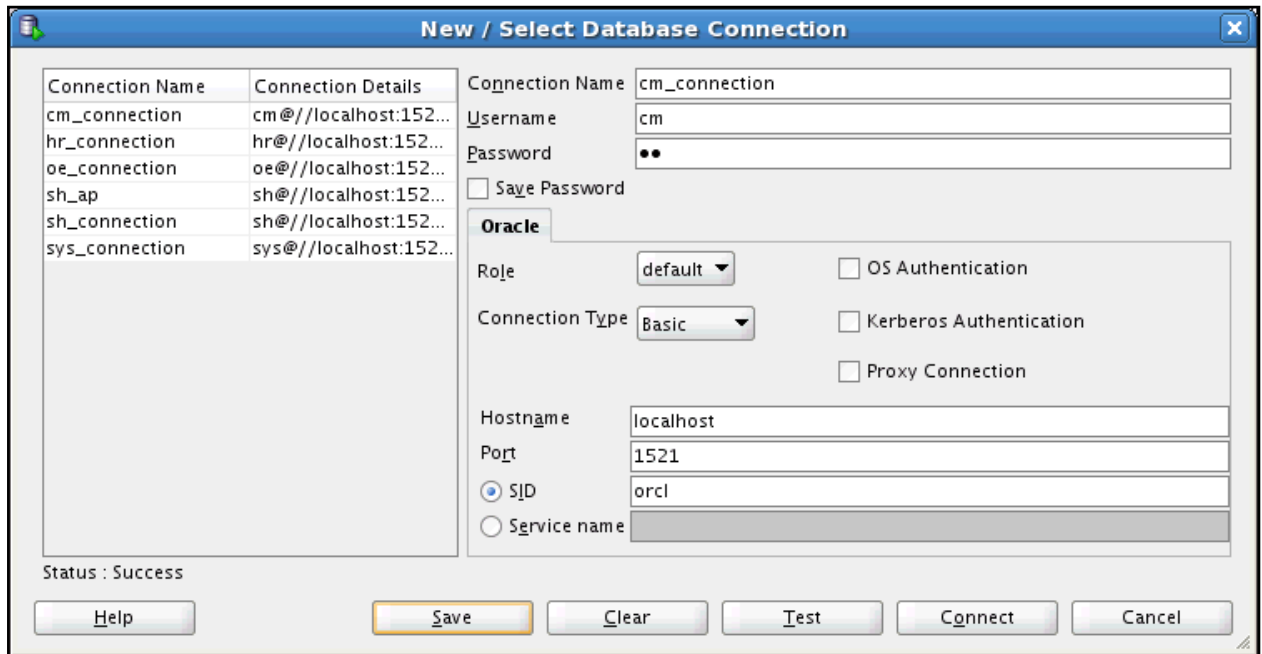 New / Select Database Connection
Connection Name Connection Details
cm_connection cm@//localhost:152...
hr_connection hr@//localhost:152...
oe_connection oe@//localhost:152...
sh_ap sh@//localhost:152...
sh_connection sh@//localhost:152...
sys_connection sys@//localhost:152...
Connection Name cm_connection
Username cm
Password ●●
Save Password
Oracle
Role default
OS Authentication
Connection Type Basic
Kerberos Authentication
Proxy Connection
Hostname localhost
Port 1521
SID orcl
Service name
Status : Success
Help Save Clear Test Connect Cancel